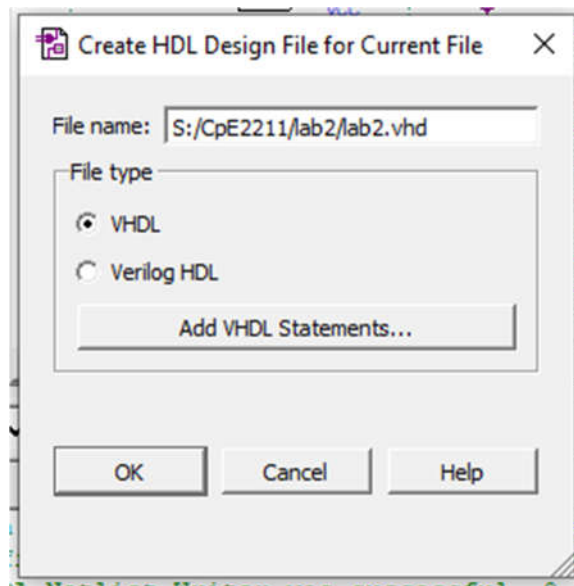 VCC
Create HDL Design File for Current File
File name: S:/CpE2211/lab2/lab2.vhd
File type
VHDL
Verilog HDL
Add VHDL Statements...
OK Cancel Help